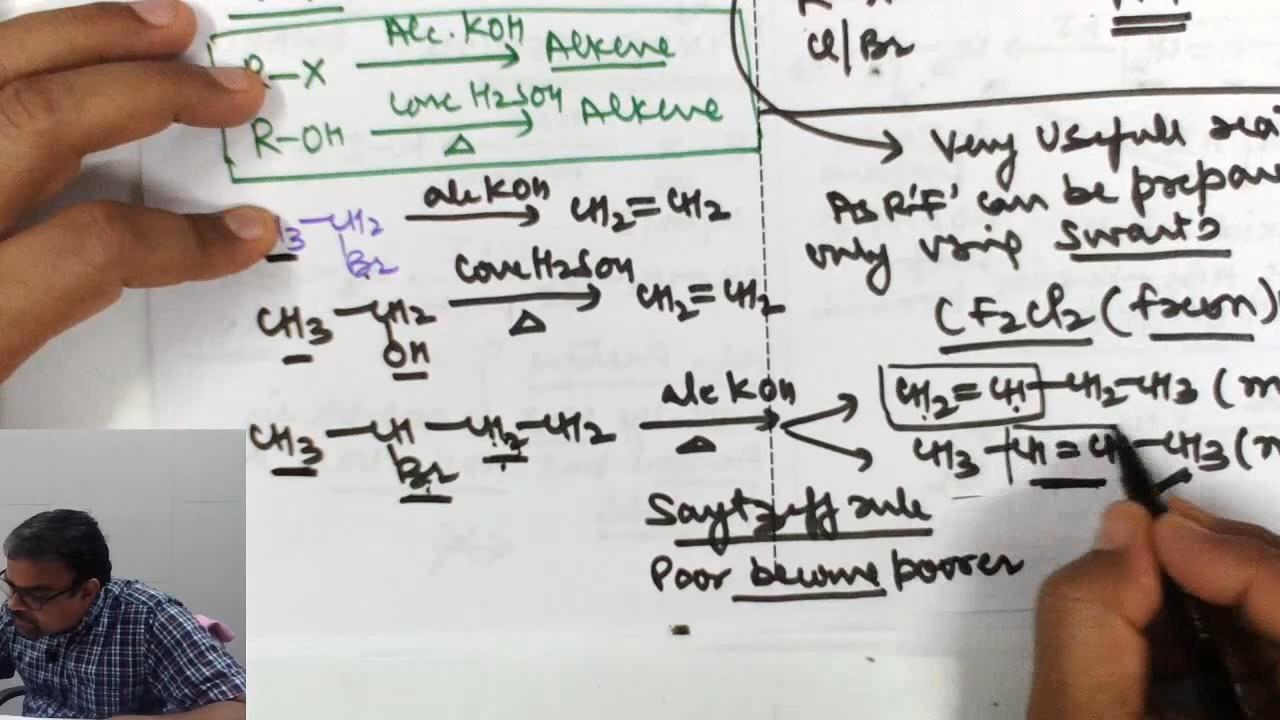 R–X Alc. KOH → Alkene
R–OH conc H2SO4 Δ → Alkene
Cl/Br
Very Usefull
As R'F' can be
only using Swarts
CF2Cl2 (freon)
H3–CH2 alc KOH → CH2=CH2
Br
CH3–CH2 conc H2SO4 Δ → CH2=CH2
OH
CH3–CH–CH2–CH2 alc KOH Δ → CH2=CH–CH2–CH3 (m
Br
CH3–CH=CH–CH3 (m
Saytzeff rule
Poor become poorer